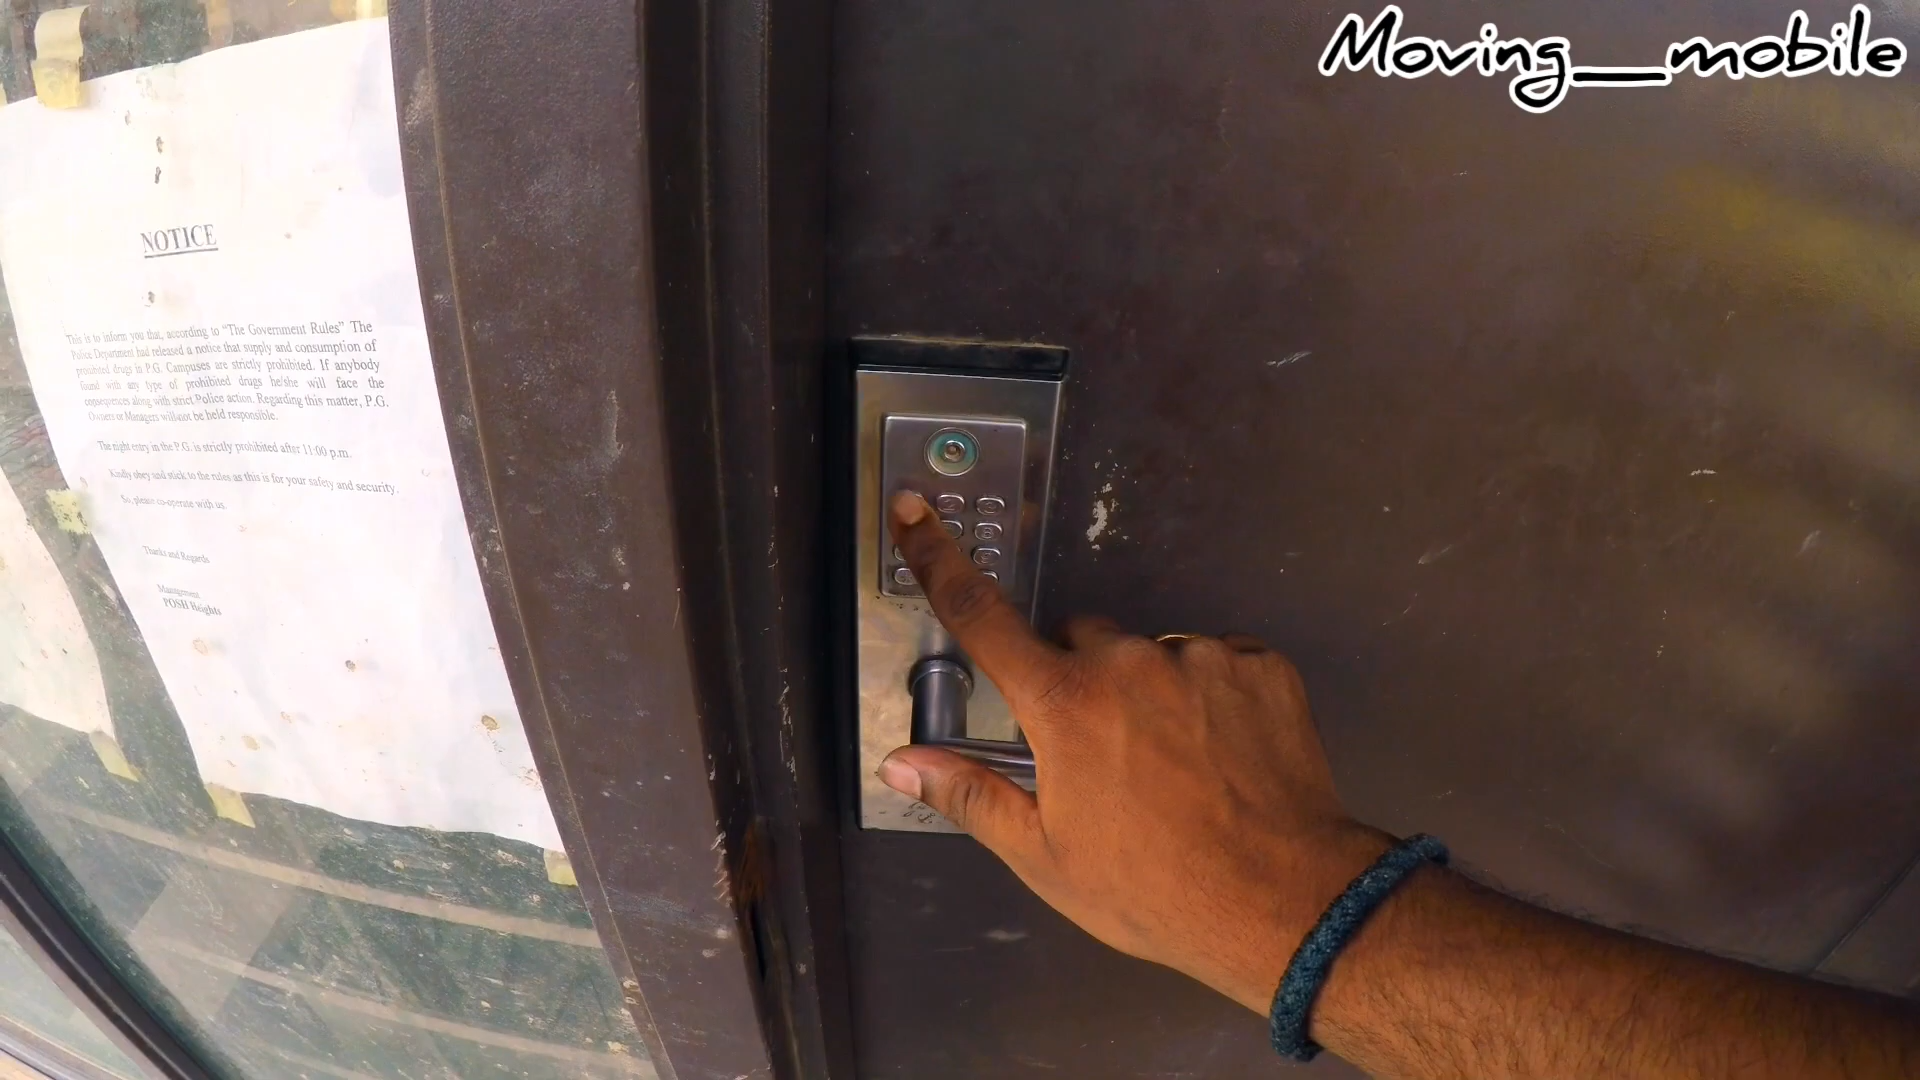 Moving__mobile
NOTICE
This is to inform you that, according to “The Government Rules” The
Police Department had released a notice that supply and consumption of
prohibited drugs in P.G. Campuses are strictly prohibited. If anybody
found with any type of prohibited drugs he/she will face the
consequences along with strict Police action. Regarding this matter, P.G.
Owners or Managers will not be held responsible.
The night entry in the P.G. is strictly prohibited after 11:00 p.m.
Kindly obey and stick to the rules as this is for your safety and security.
So, please co-operate with us.
Thanks and Regards
Management
POSH Heights